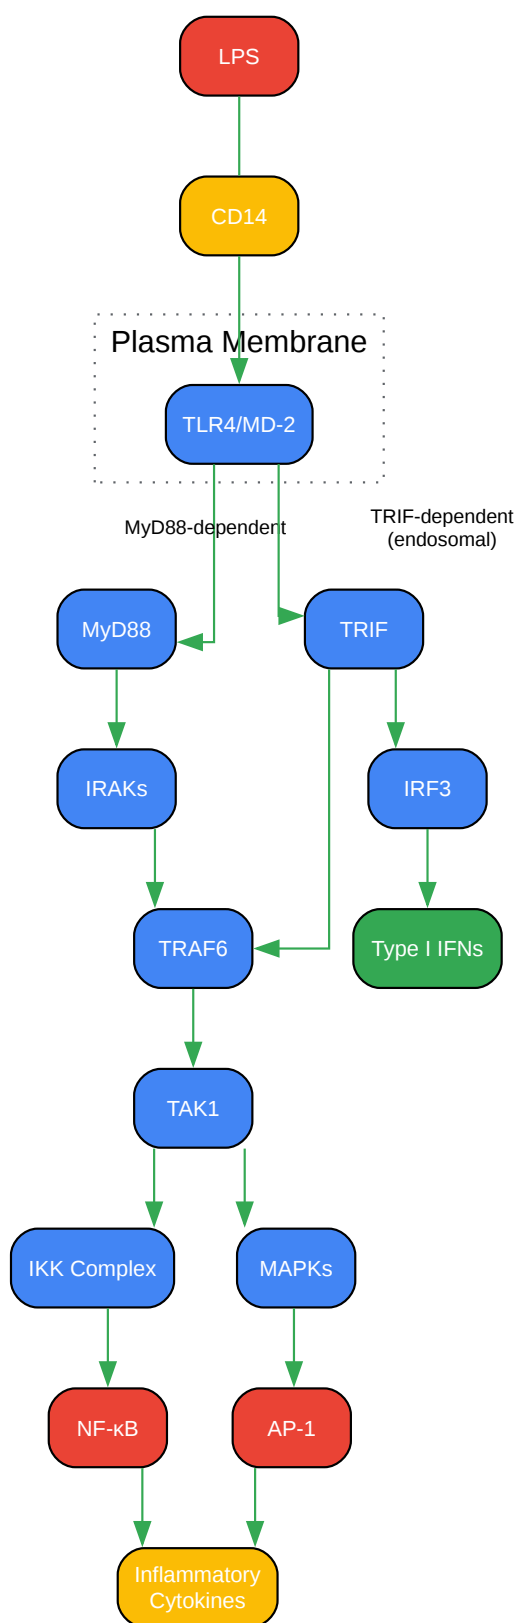 LPS
CD14
Plasma Membrane
TLR4/MD-2
MyD88-dependent
TRIF-dependent
(endosomal)
MyD88
TRIF
IRAKs
IRF3
TRAF6
Type I IFNs
TAK1
IKK Complex
MAPKs
NF-κB
AP-1
Inflammatory
Cytokines